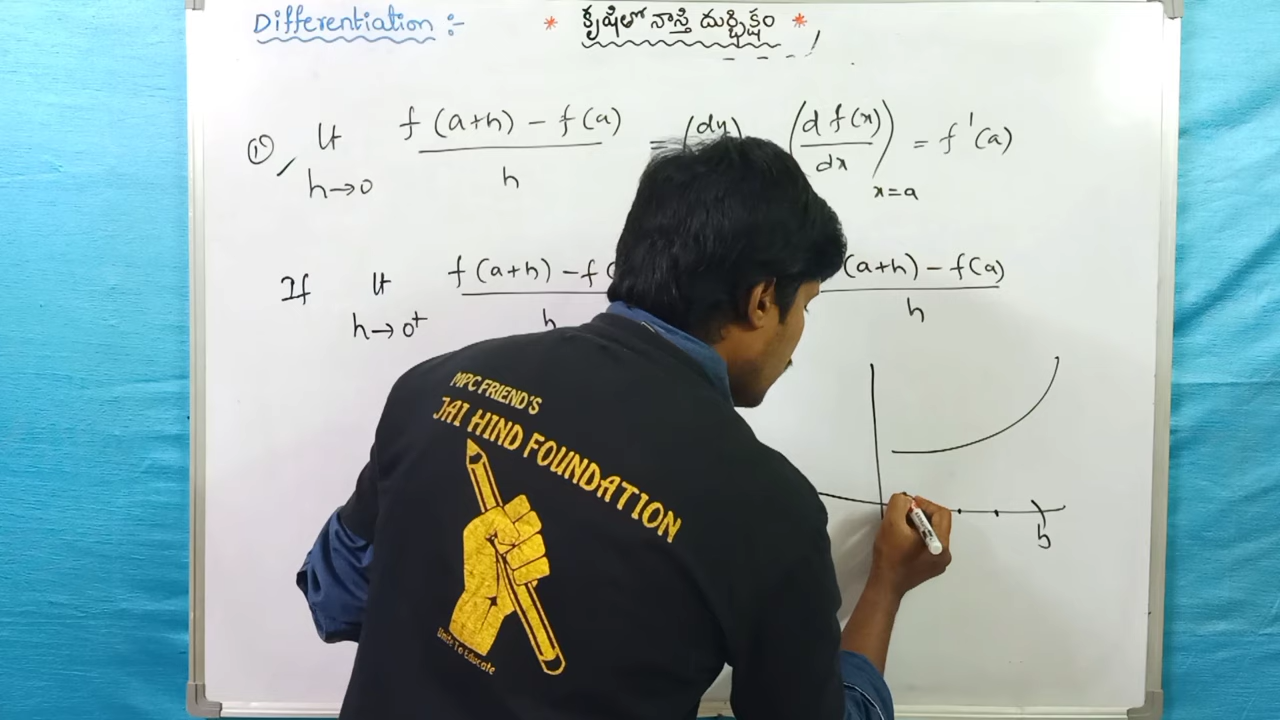 Differentiation :- * కృషిలో నాస్తి దుర్భిక్షం *
① lt h→0 f(a+h) - f(a) / h = (dy (d f(x) / dx) x=a = f'(a)
If lt h→0+ f(a+h) - f( h (a+h) - f(a) / h
b
MPC FRIEND'S
JAI HIND FOUNDATION
Unite To Educate